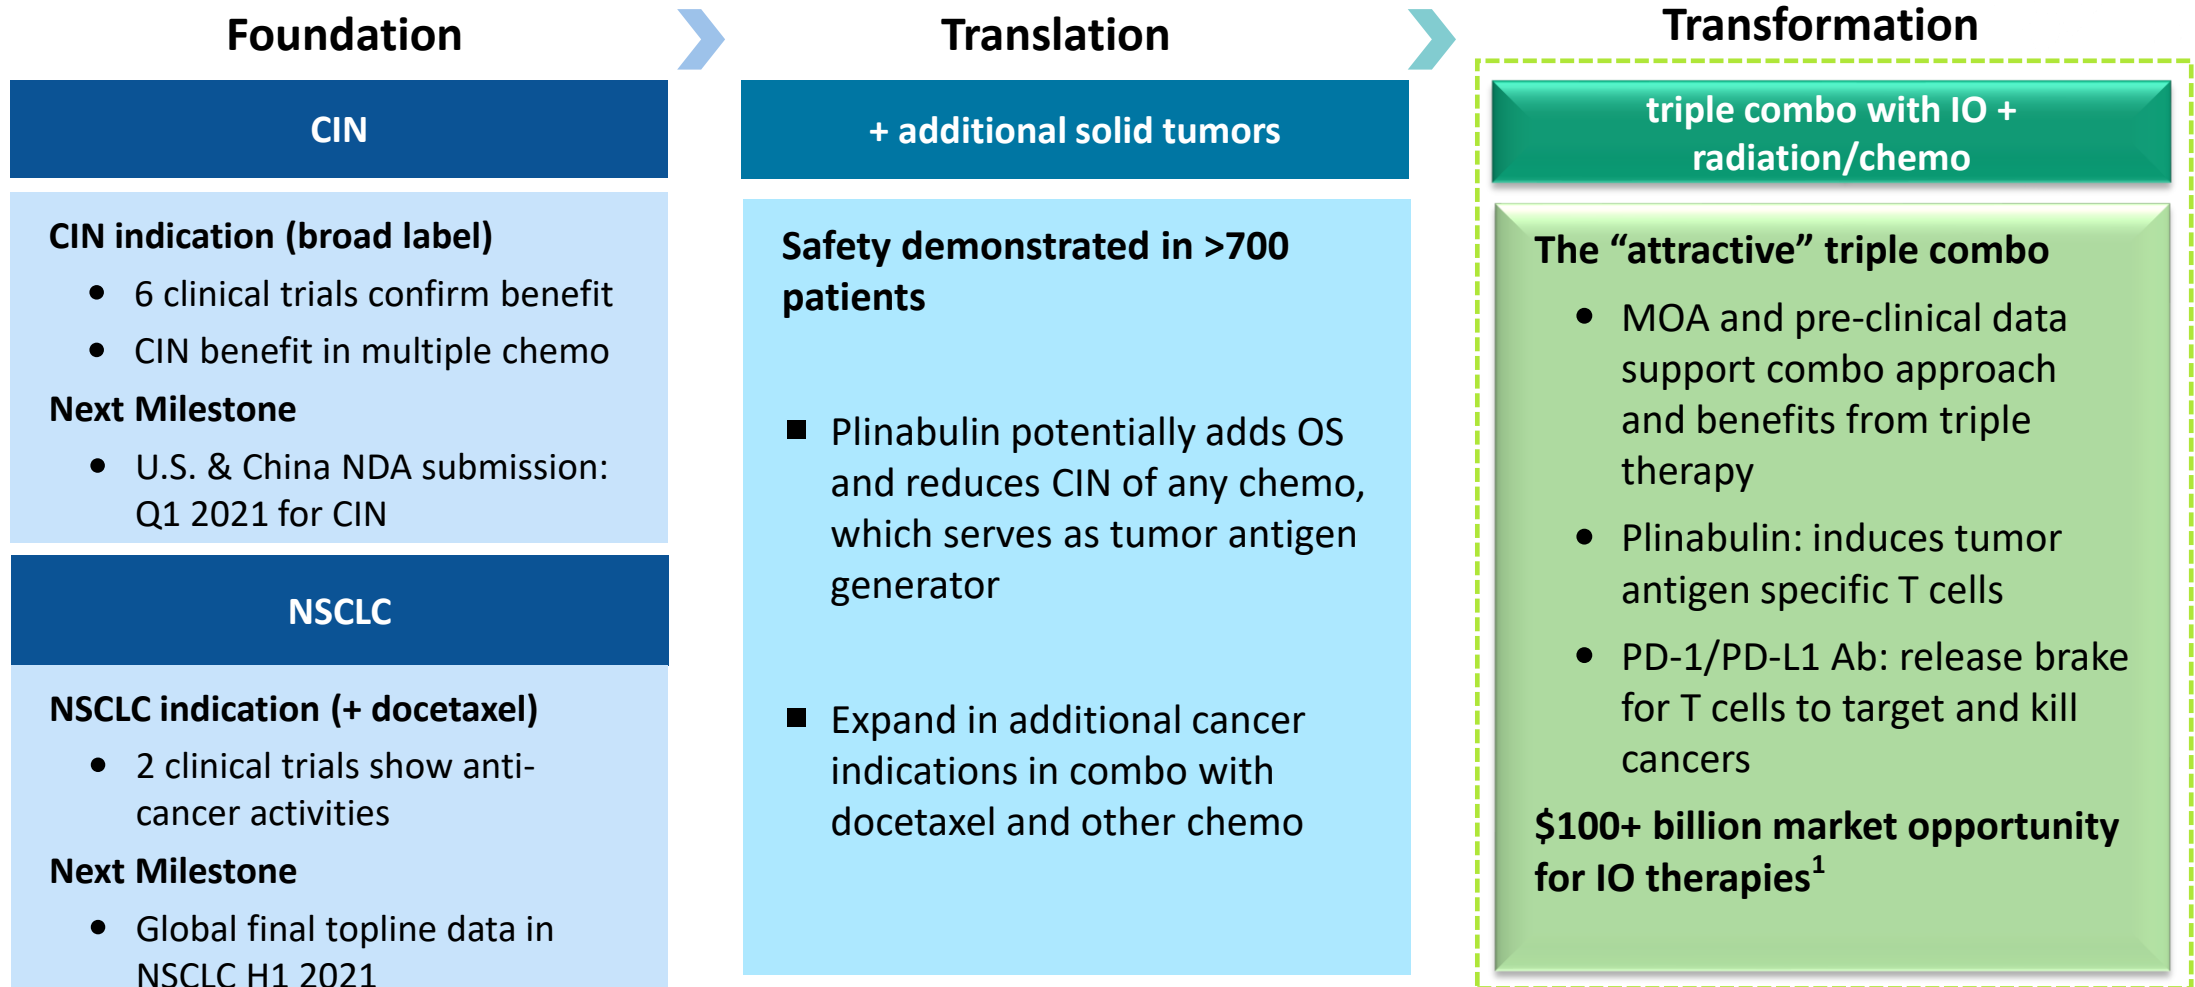 Foundation
CIN
CIN indication (broad label)
• 6 clinical trials confirm benefit
• CIN benefit in multiple chemo
Next Milestone
• U.S. & China NDA submission:
Q1 2021 for CIN
NSCLC
NSCLC indication (+ docetaxel)
• 2 clinical trials show anti-
cancer activities
Next Milestone
• Global final topline data in
NSCLC H1 2021
Translation
+ additional solid tumors
Safety demonstrated in >700
patients
▪ Plinabulin potentially adds OS
and reduces CIN of any chemo,
which serves as tumor antigen
generator
▪ Expand in additional cancer
indications in combo with
docetaxel and other chemo
Transformation
triple combo with IO +
radiation/chemo
The “attractive” triple combo
• MOA and pre-clinical data
support combo approach
and benefits from triple
therapy
• Plinabulin: induces tumor
antigen specific T cells
• PD-1/PD-L1 Ab: release brake
for T cells to target and kill
cancers
$100+ billion market opportunity
for IO therapies¹